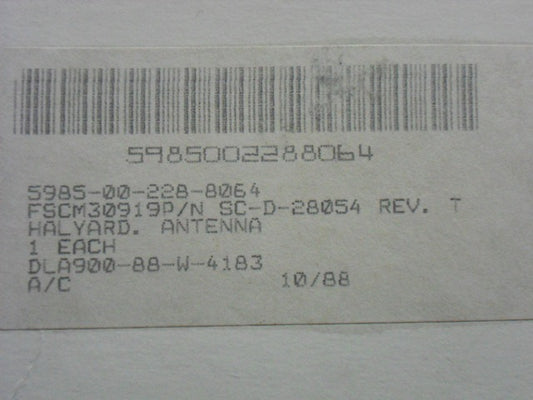 5985002288064
5985-00-228-8064
FSCM30919P/N SC-D-28054 REV. T
HALYARD. ANTENNA
1 EACH
DLA900-88-W-4183
A/C 10/88